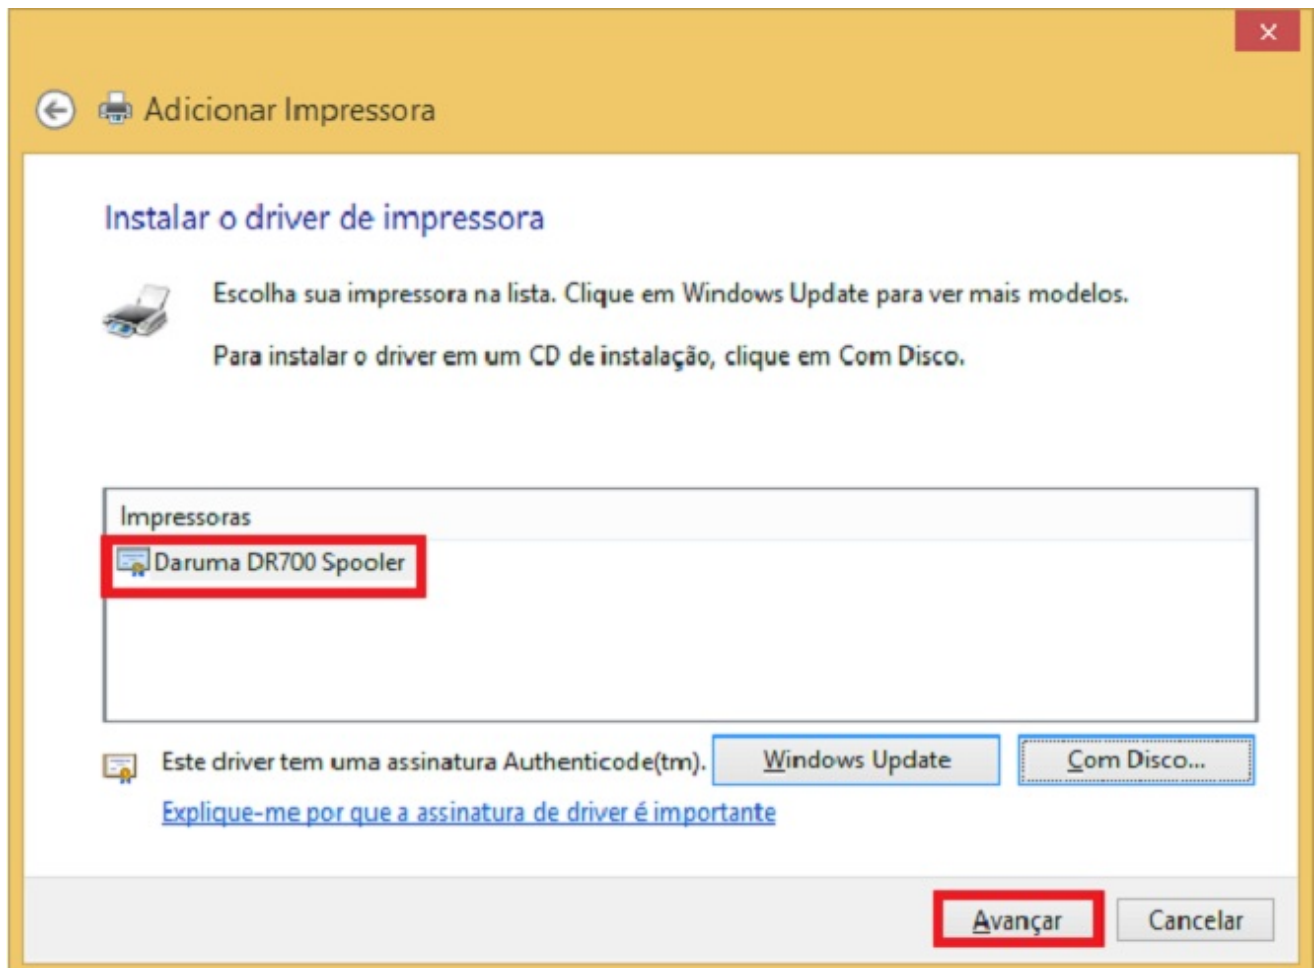 Adicionar Impressora
Instalar o driver de impressora
Escolha sua impressora na lista. Clique em Windows Update para ver mais modelos.
Para instalar o driver em um CD de instalação, clique em Com Disco.
Impressoras
Daruma DR700 Spooler
Este driver tem uma assinatura Authenticode(tm).
Windows Update
Com Disco...
Explique-me por que a assinatura de driver é importante
Avançar
Cancelar